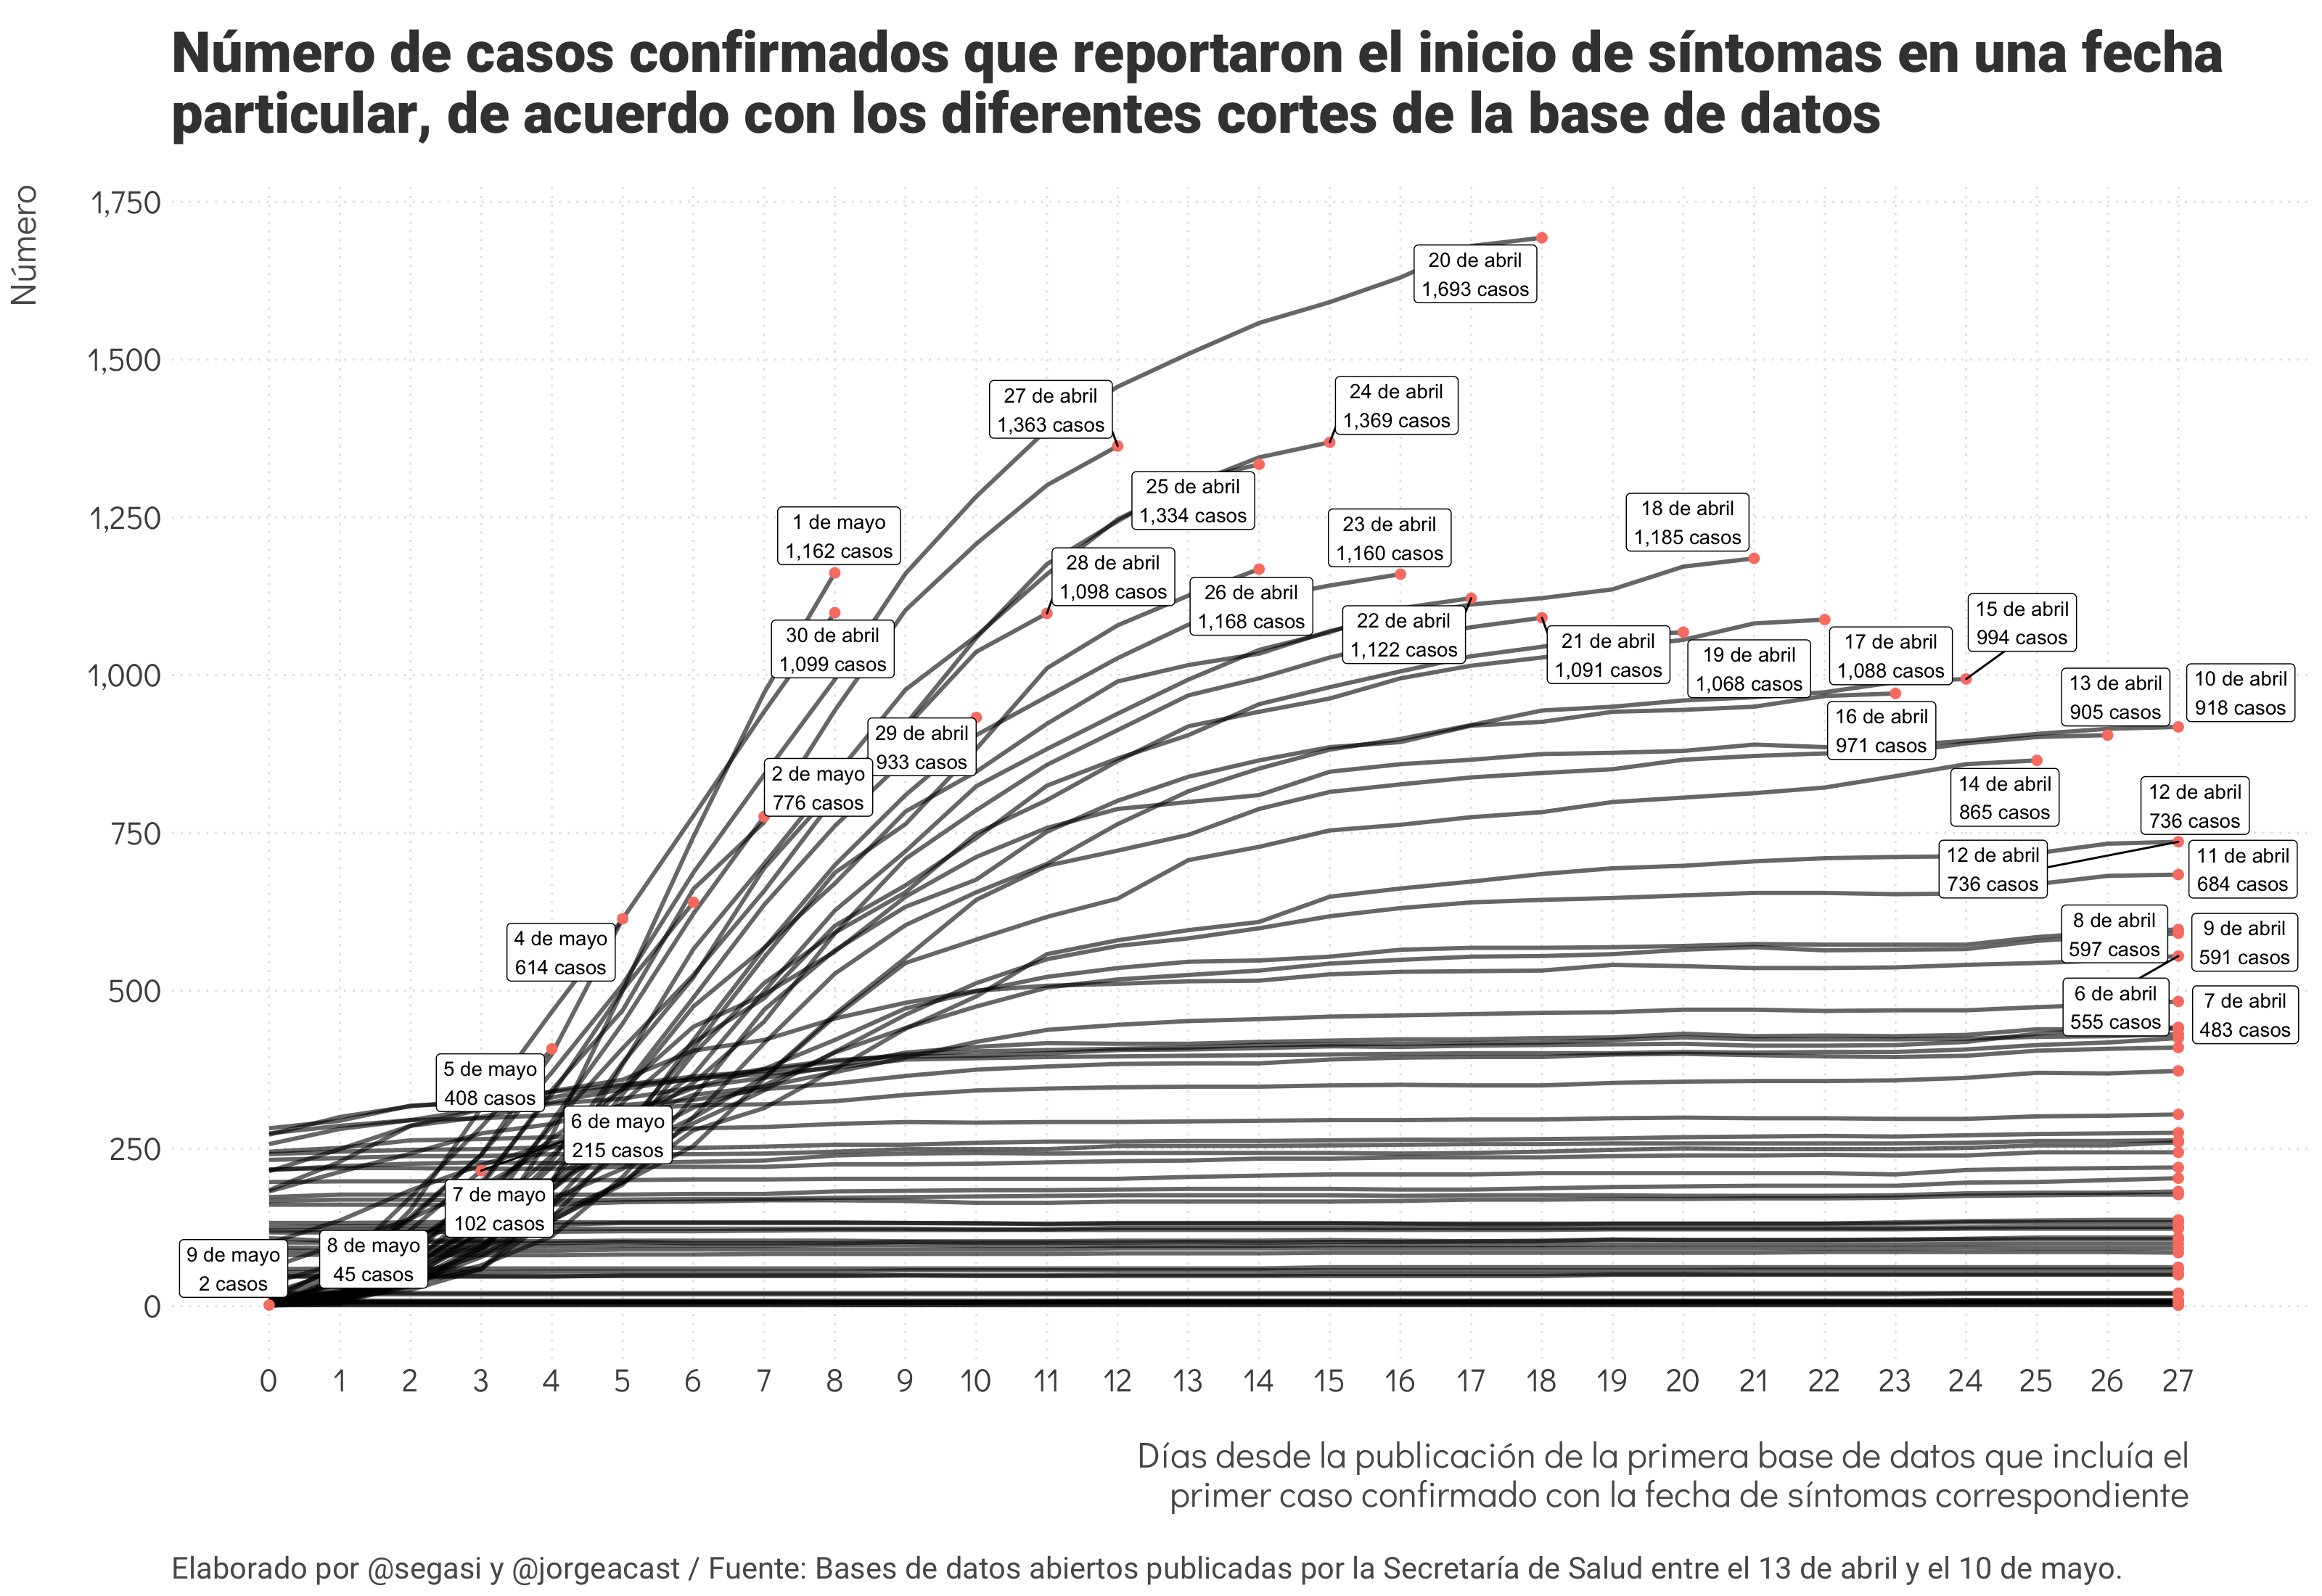 Número de casos confirmados que reportaron el inicio de síntomas en una fecha
particular, de acuerdo con los diferentes cortes de la base de datos
Número
1,750
1,500
1,250
1,000
750
500
250
0
20 de abril
1,693 casos
27 de abril
1,363 casos
24 de abril
1,369 casos
25 de abril
1,334 casos
1 de mayo
1,162 casos
23 de abril
1,160 casos
18 de abril
1,185 casos
28 de abril
1,098 casos
26 de abril
1,168 casos
30 de abril
1,099 casos
22 de abril
1,122 casos
21 de abril
1,091 casos
19 de abril
1,068 casos
17 de abril
1,088 casos
15 de abril
994 casos
13 de abril
905 casos
10 de abril
918 casos
29 de abril
933 casos
16 de abril
971 casos
2 de mayo
776 casos
14 de abril
865 casos
12 de abril
736 casos
12 de abril
736 casos
11 de abril
684 casos
4 de mayo
614 casos
8 de abril
597 casos
9 de abril
591 casos
6 de abril
555 casos
7 de abril
483 casos
5 de mayo
408 casos
6 de mayo
215 casos
7 de mayo
102 casos
8 de mayo
45 casos
9 de mayo
2 casos
0 1 2 3 4 5 6 7 8 9 10 11 12 13 14 15 16 17 18 19 20 21 22 23 24 25 26 27
Días desde la publicación de la primera base de datos que incluía el
primer caso confirmado con la fecha de síntomas correspondiente
Elaborado por @segasi y @jorgeacast / Fuente: Bases de datos abiertos publicadas por la Secretaría de Salud entre el 13 de abril y el 10 de mayo.